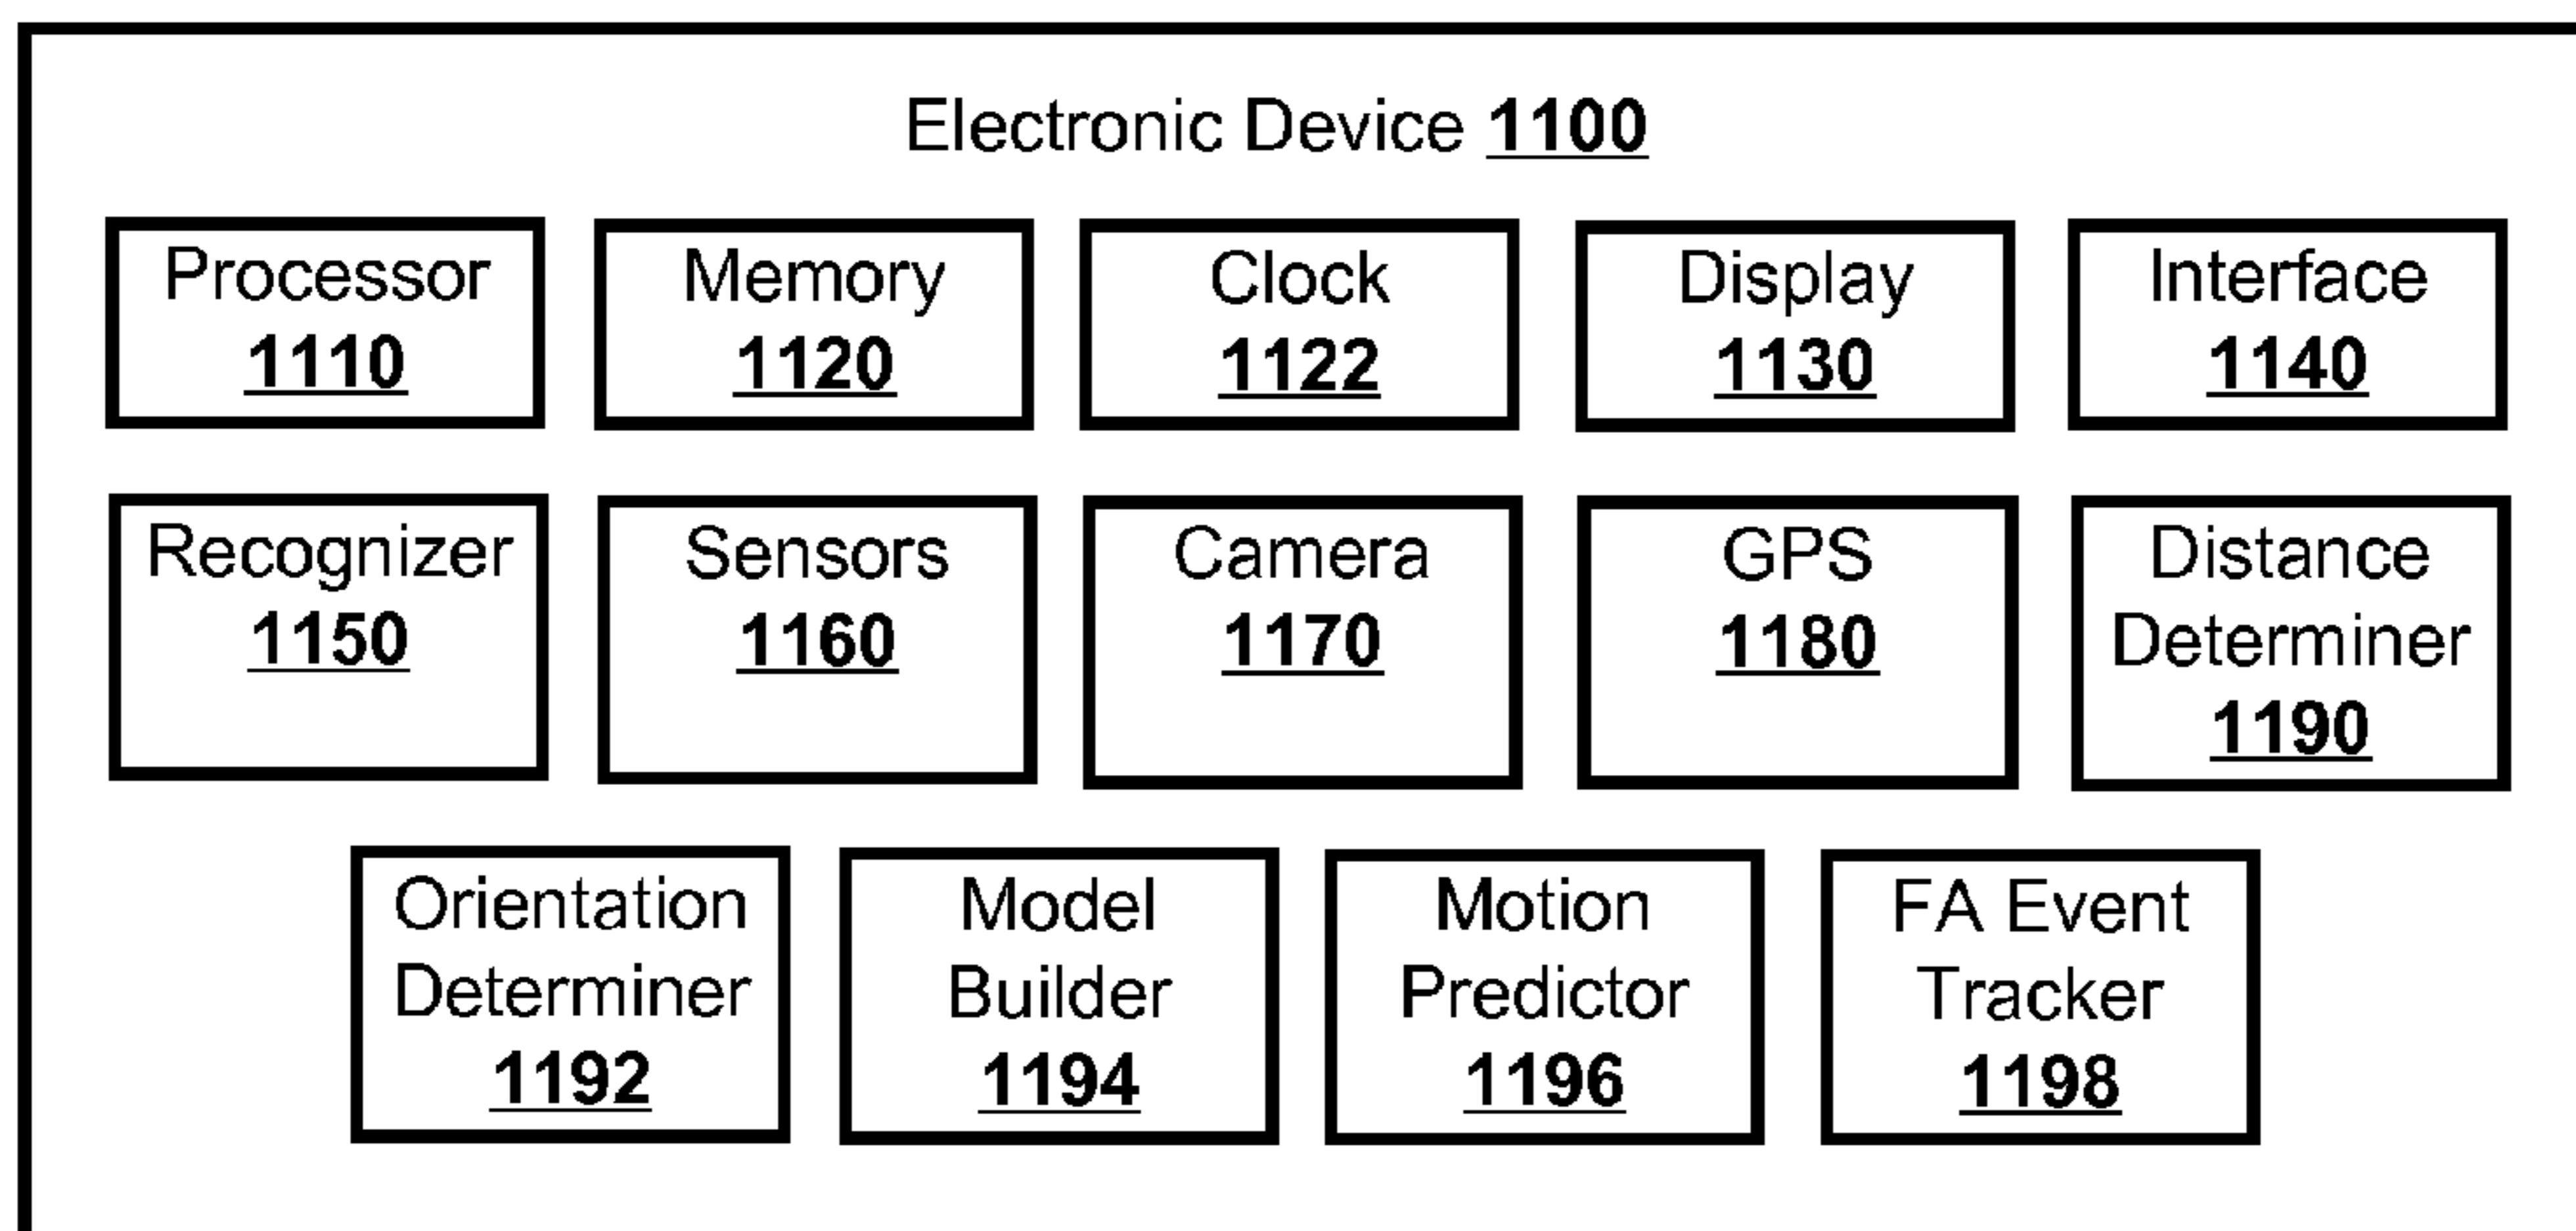 Electronic Device 1100
Processor
1110
Memory
1120
Clock
1122
Display
1130
Interface
1140
Recognizer
1150
Sensors
1160
Camera
1170
GPS
1180
Distance
Determiner
1190
Orientation
Determiner
1192
Model
Builder
1194
Motion
Predictor
1196
FA Event
Tracker
1198